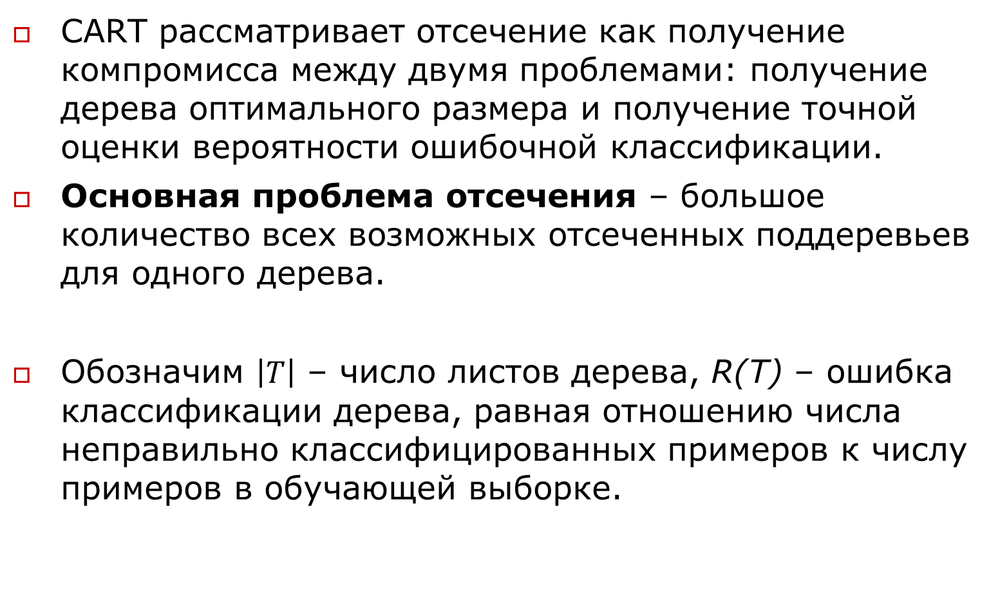 CART рассматривает отсечение как получение
компромисса между двумя проблемами: получение
дерева оптимального размера и получение точной
оценки вероятности ошибочной классификации.
Основная проблема отсечения – большое
количество всех возможных отсеченных поддеревьев
для одного дерева.
Обозначим |T| – число листов дерева, R(T) – ошибка
классификации дерева, равная отношению числа
неправильно классифицированных примеров к числу
примеров в обучающей выборке.